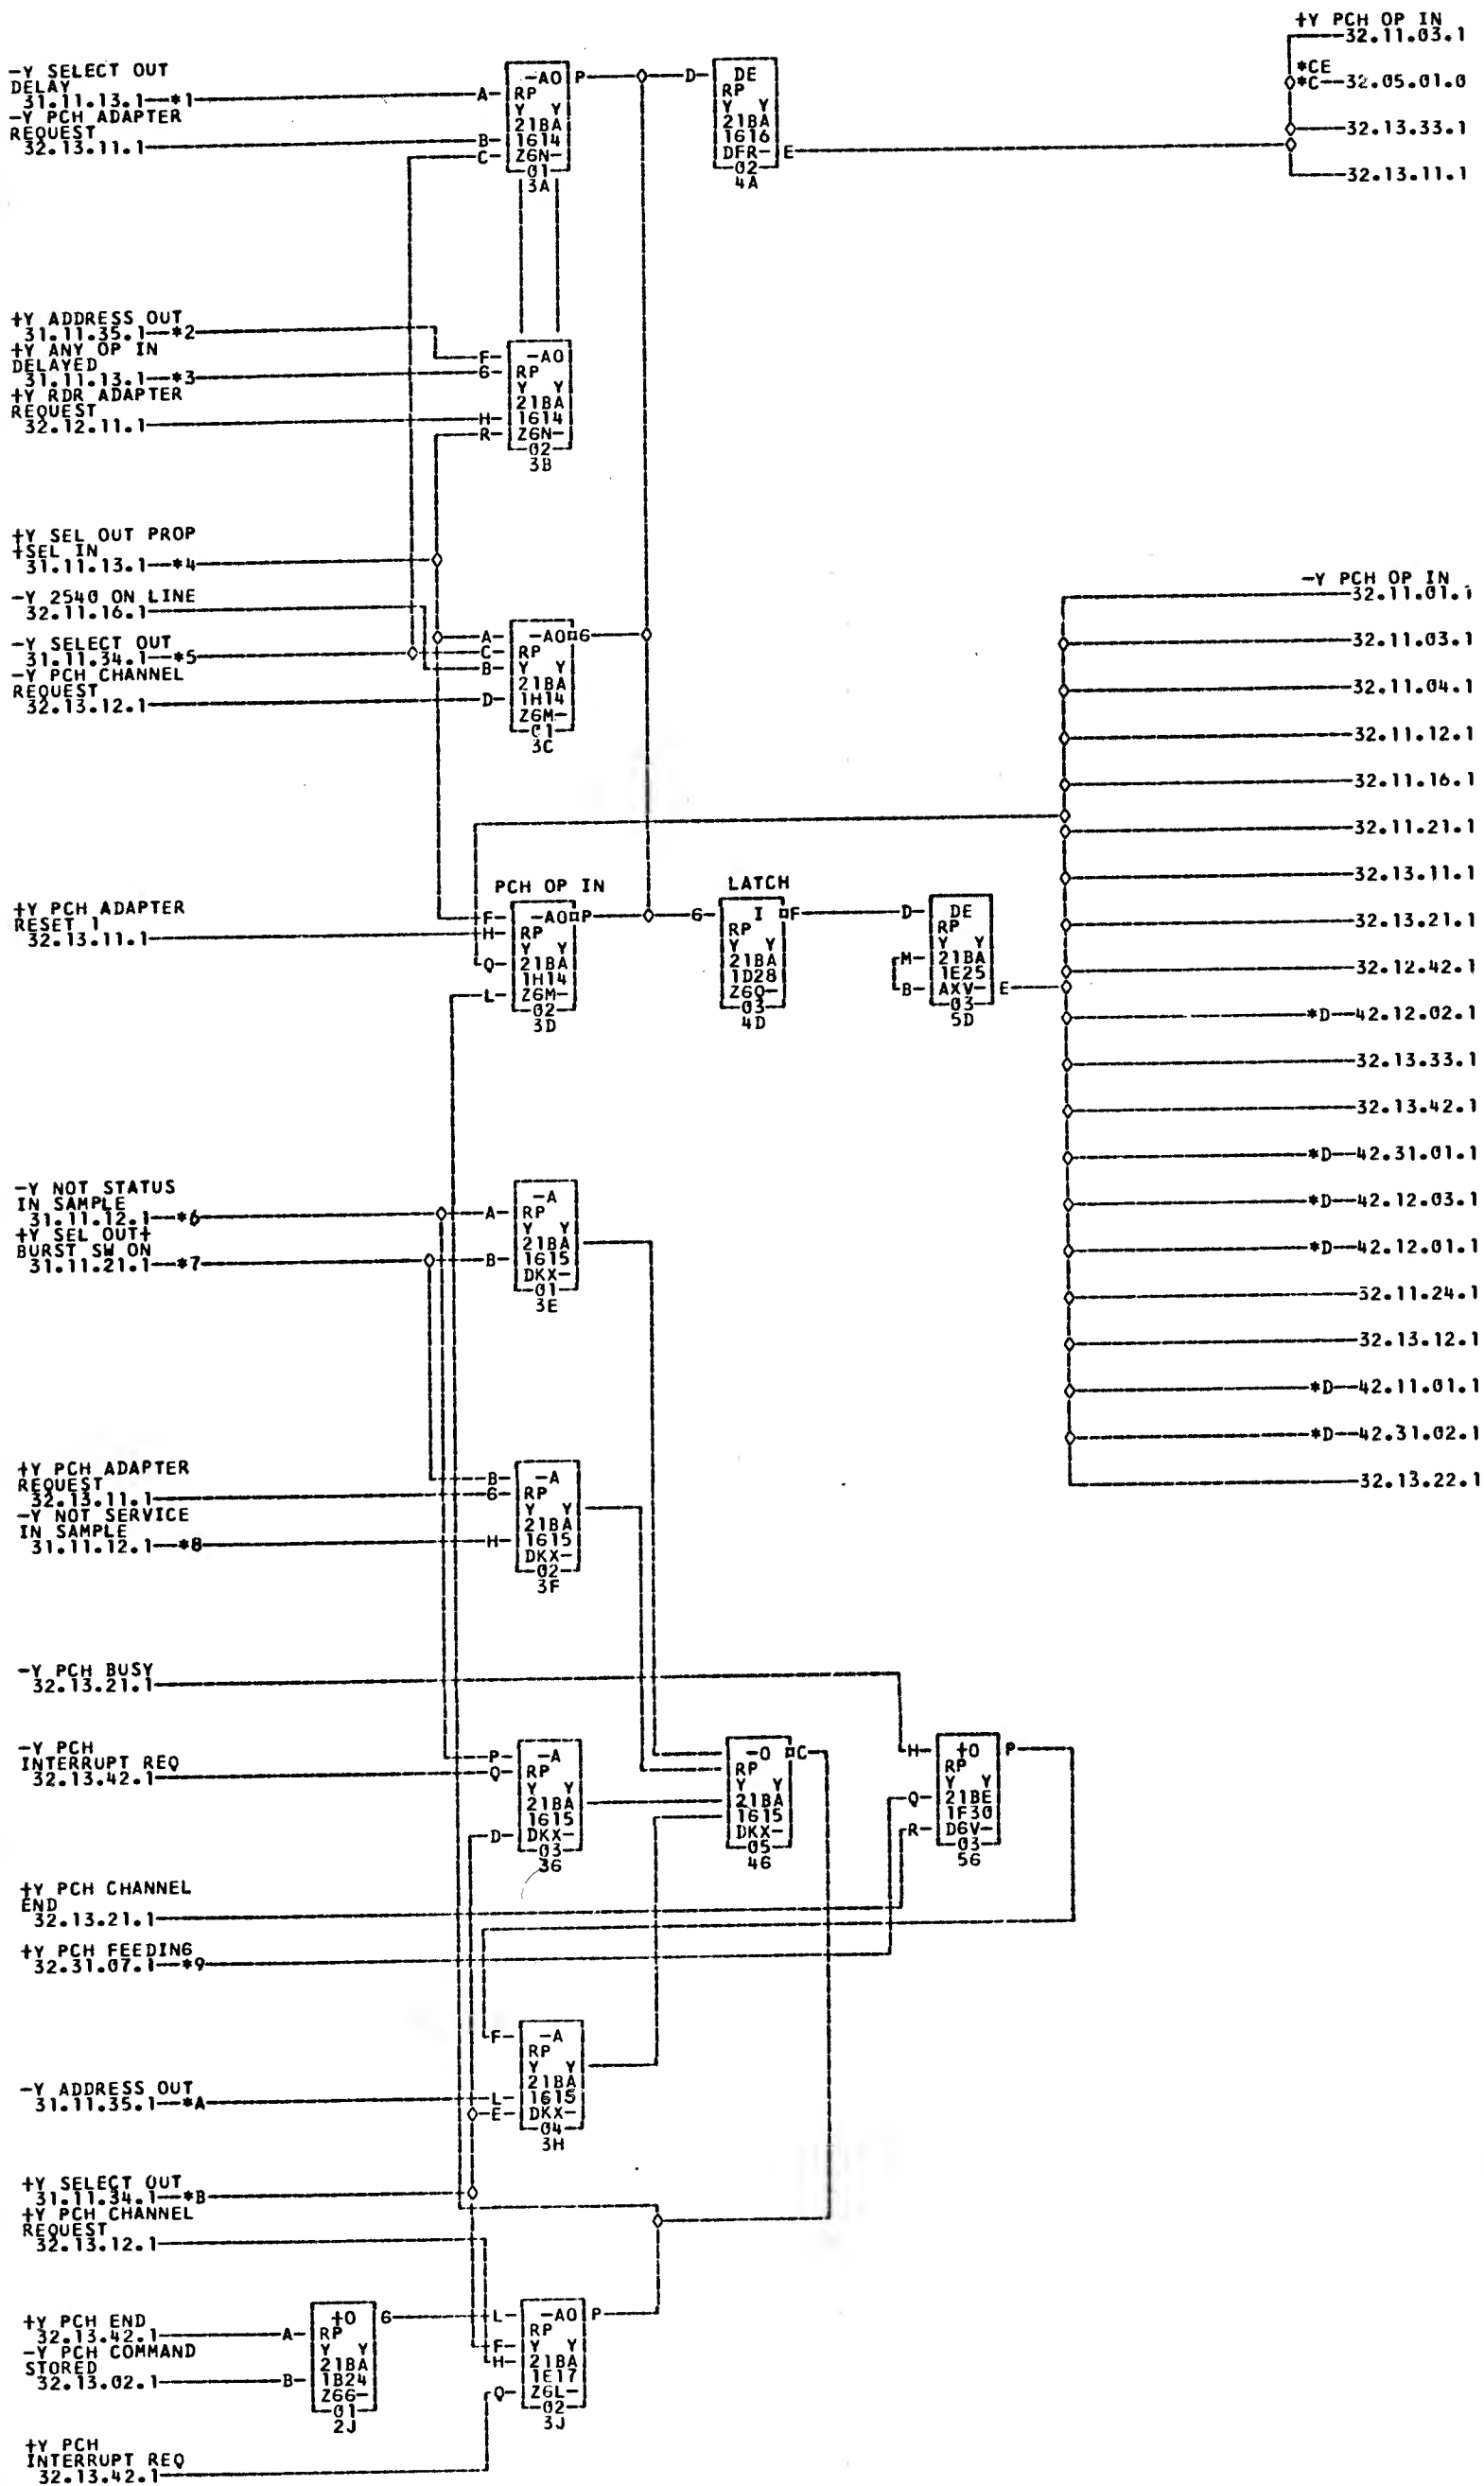 +Y PCH OP IN
32.11.03.1
*CE
*C 32.05.01.0
32.13.33.1
32.13.11.1
-Y SELECT OUT
DELAY
31.11.13.1 *1
-Y PCH ADAPTER
REQUEST
32.13.11.1
A
B
C
-AO P
RP
Y Y
21BA
1614
Z6N-
01
3A
D
DE
RP
Y Y
21BA
1616
DFR- E
02
4A
+Y ADDRESS OUT
31.11.35.1 *2
+Y ANY OP IN
DELAYED
31.11.13.1 *3
+Y RDR ADAPTER
REQUEST
32.12.11.1
F
G
H
R
-AO
RP
Y Y
21BA
1614
Z6N-
02
3B
+Y SEL OUT PROP
+SEL IN
31.11.13.1 *4
-Y 2540 ON LINE
32.11.16.1
-Y SELECT OUT
31.11.34.1 *5
-Y PCH CHANNEL
REQUEST
32.13.12.1
A
C
B
D
-AO G
RP
Y Y
21BA
1H14
Z6M-
01
3C
-Y PCH OP IN
32.11.01.1
32.11.03.1
32.11.04.1
32.11.12.1
32.11.16.1
32.11.21.1
32.13.11.1
32.13.21.1
32.12.42.1
*D 42.12.02.1
32.13.33.1
32.13.42.1
*D 42.31.01.1
*D 42.12.03.1
*D 42.12.01.1
32.11.24.1
32.13.12.1
*D 42.11.01.1
*D 42.31.02.1
32.13.22.1
+Y PCH ADAPTER
RESET 1
32.13.11.1
PCH OP IN
F
H
Q
L
-AO P
RP
Y Y
21BA
1H14
Z6M-
02
3D
LATCH
G
I F
RP
Y Y
21BA
1D28
Z6Q-
03
4D
D
M
B
DE
RP
Y Y
21BA
1E25
AXV- E
03
5D
-Y NOT STATUS
IN SAMPLE
31.11.12.1 *6
+Y SEL OUT+
BURST SW ON
31.11.21.1 *7
A
B
-A
RP
Y Y
21BA
1615
DKX-
01
3E
+Y PCH ADAPTER
REQUEST
32.13.11.1
-Y NOT SERVICE
IN SAMPLE
31.11.12.1 *8
B
G
H
-A
RP
Y Y
21BA
1615
DKX-
02
3F
-Y PCH BUSY
32.13.21.1
-Y PCH
INTERRUPT REQ
32.13.42.1
P
Q
D
-A
RP
Y Y
21BA
1615
DKX-
03
3G
-O C
RP
Y Y
21BA
1615
DKX-
05
4G
H
Q
R
+O P
RP
Y Y
21BE
1F30
D6V-
03
5G
+Y PCH CHANNEL
END
32.13.21.1
+Y PCH FEEDING
32.31.07.1 *9
F
L
E
-A
RP
Y Y
21BA
1615
DKX-
04
3H
-Y ADDRESS OUT
31.11.35.1 *A
+Y SELECT OUT
31.11.34.1 *B
+Y PCH CHANNEL
REQUEST
32.13.12.1
+Y PCH END
32.13.42.1
-Y PCH COMMAND
STORED
32.13.02.1
A
B
+O G
RP
Y Y
21BA
1B24
Z66-
01
2J
L
F
H
Q
-AO P
RP
Y Y
21BA
1E17
Z6L-
02
3J
+Y PCH
INTERRUPT REQ
32.13.42.1